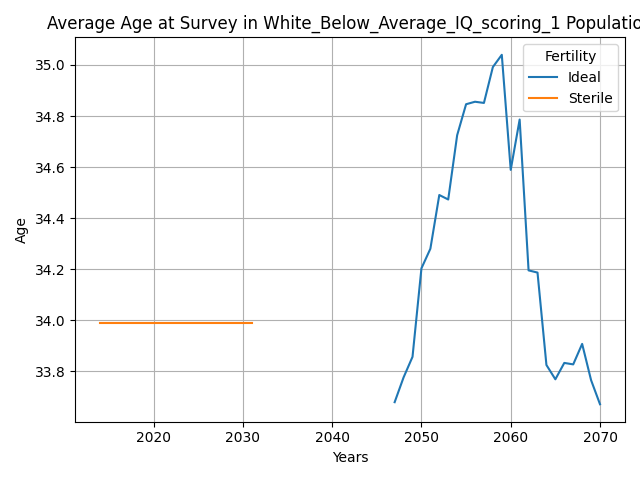 Average Age at Survey in White_Below_Average_IQ_scoring_1 Populatio
Fertility
Ideal
Sterile
35.0
34.8
34.6
34.4
34.2
34.0
33.8
Age
2020 2030 2040 2050 2060 2070
Years